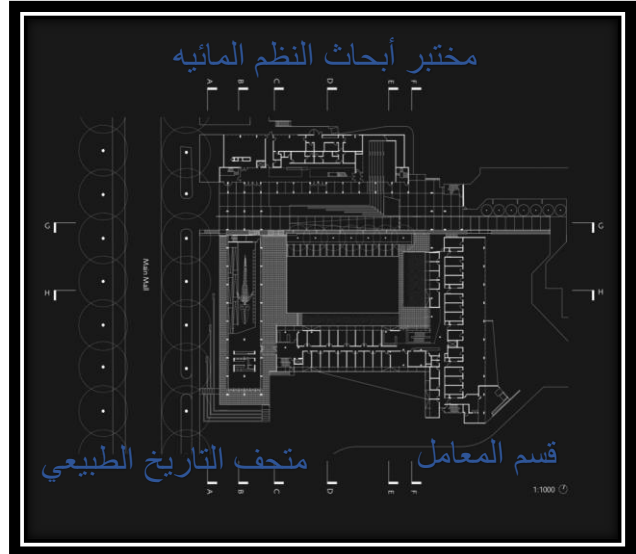 مختبر أبحاث النظم المائيه
A B C D E F
G G
H H
Main Mall
متحف التاريخ الطبيعي
قسم المعامل
A B C D E F
1:1000